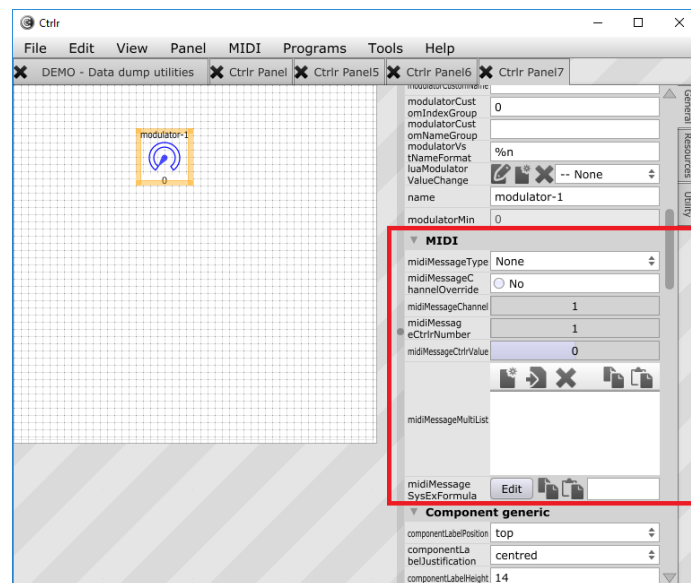 Ctrlr
File Edit View Panel MIDI Programs Tools Help
DEMO - Data dump utilities Ctrlr Panel Ctrlr Panel5 Ctrlr Panel6 Ctrlr Panel7
modulator-1
0
modulatorCustomName
modulatorCust
omIndexGroup
0
modulatorCust
omNameGroup
modulatorVs
tNameFormat
%n
luaModulator
ValueChange
-- None
name
modulator-1
modulatorMin
0
MIDI
midiMessageType
None
midiMessageC
hannelOverride
No
midiMessageChannel
1
midiMessag
eCtrlrNumber
1
midiMessageCtrlrValue
0
midiMessageMultiList
midiMessage
SysExFormula
Edit
Component generic
componentLabelPosition
top
componentLa
belJustification
centred
componentLabelHeight
14
General
Resources
Utility